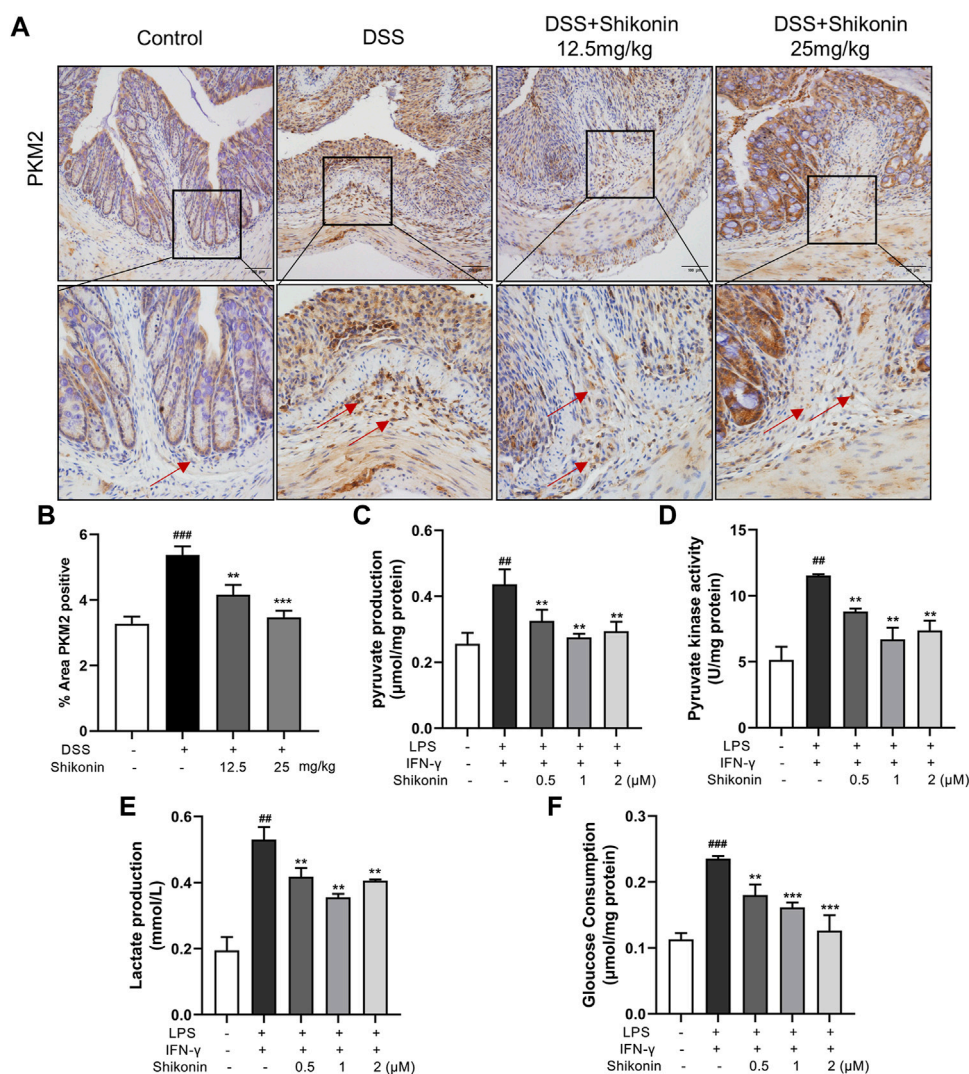 A
Control
DSS
DSS+Shikonin
12.5mg/kg
DSS+Shikonin
25mg/kg
PKM2
B
% Area PKM2 positive
6
4
2
0
###
**
***
DSS - + + +
Shikonin - - 12.5 25 mg/kg
C
pyruvate production
(μmol/mg protein)
0.6
0.4
0.2
0.0
##
**
**
**
LPS - + + + +
IFN-γ - + + + +
Shikonin - - 0.5 1 2 (μM)
D
Pyruvate kinase activity
(U/mg protein)
15
10
5
0
##
**
**
**
LPS - + + + +
IFN-γ - + + + +
Shikonin - - 0.5 1 2 (μM)
E
Lactate production
(mmol/L)
0.6
0.4
0.2
0.0
##
**
**
**
LPS - + + + +
IFN-γ - + + + +
Shikonin - - 0.5 1 2 (μM)
F
Gloucose Consumption
(μmol/mg protein)
0.3
0.2
0.1
0.0
###
**
***
***
LPS - + + + +
IFN-γ - + + + +
Shikonin - - 0.5 1 2 (μM)